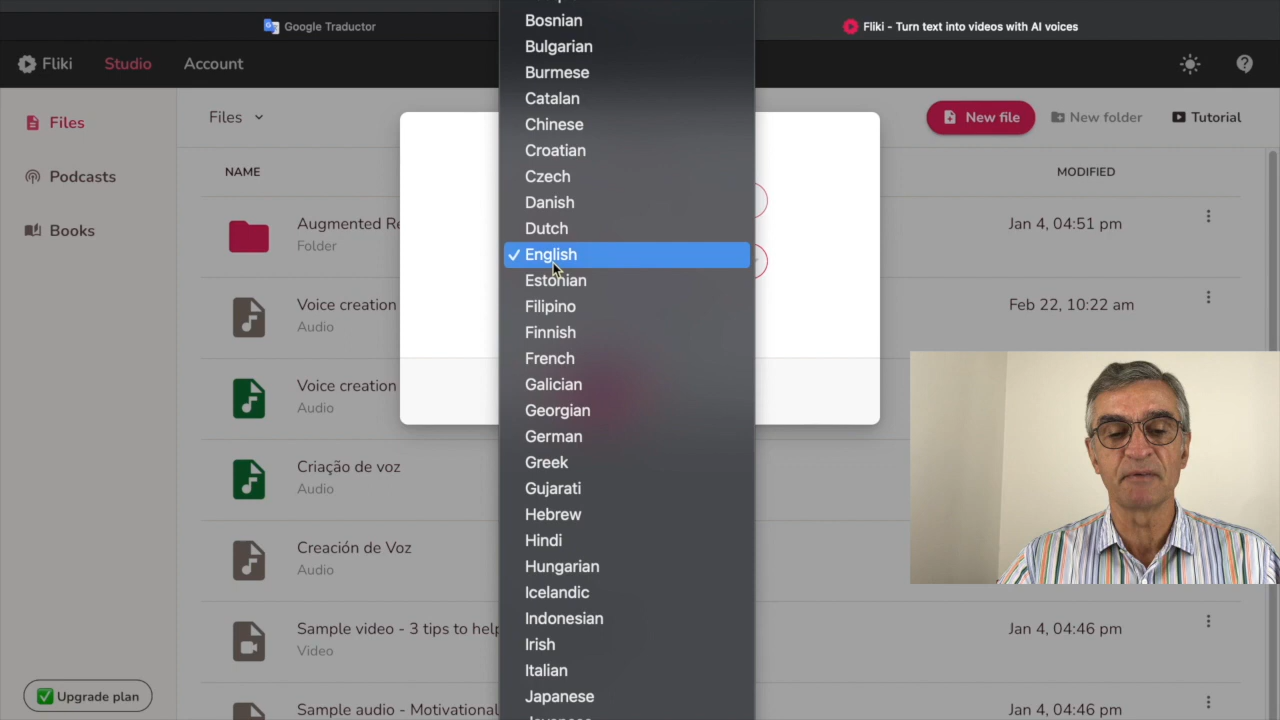 Google Traductor
Fliki - Turn text into videos with AI voices
Fliki
Studio
Account
Files
Podcasts
Books
Upgrade plan
Files
New file
New folder
Tutorial
NAME
MODIFIED
Augmented Re
Folder
Jan 4, 04:51 pm
Voice creation
Audio
Feb 22, 10:22 am
Voice creation
Audio
Criação de voz
Audio
Creación de Voz
Audio
Sample video - 3 tips to help
Video
Jan 4, 04:46 pm
Sample audio - Motivational
Jan 4, 04:46 pm
Bosnian
Bulgarian
Burmese
Catalan
Chinese
Croatian
Czech
Danish
Dutch
English
Estonian
Filipino
Finnish
French
Galician
Georgian
German
Greek
Gujarati
Hebrew
Hindi
Hungarian
Icelandic
Indonesian
Irish
Italian
Japanese